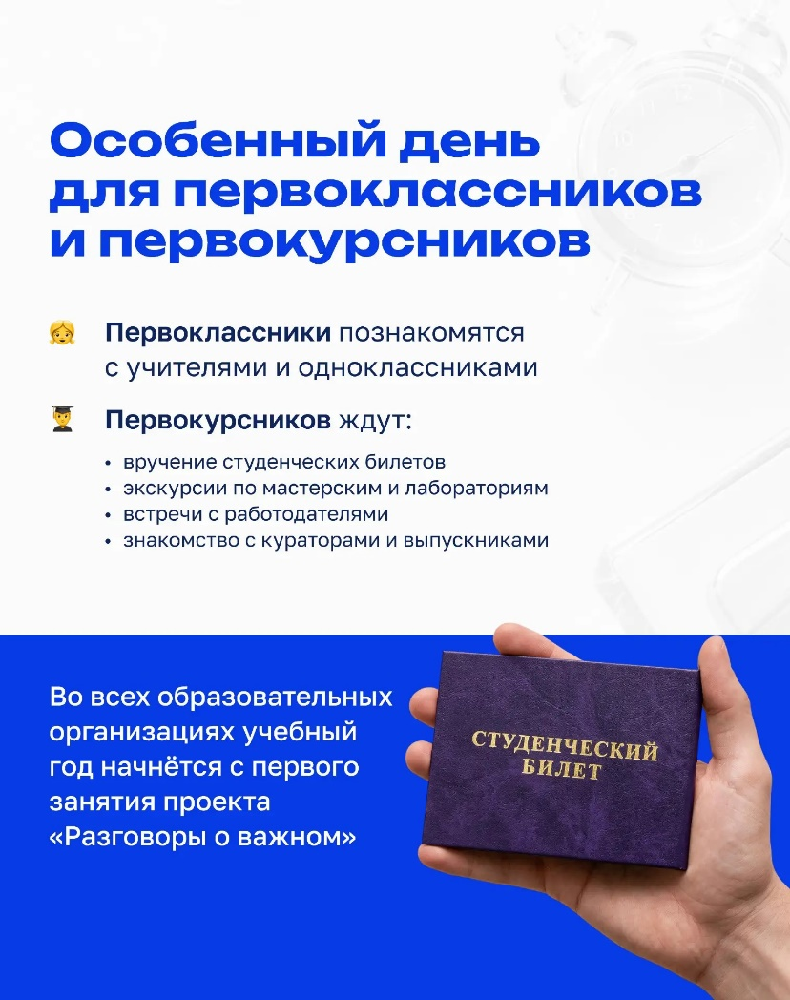 Особенный день
для первоклассников
и первокурсников
Первоклассники познакомятся
с учителями и одноклассниками
Первокурсников ждут:
• вручение студенческих билетов
• экскурсии по мастерским и лабораториям
• встречи с работодателями
• знакомство с кураторами и выпускниками
Во всех образовательных
организациях учебный
год начнётся с первого
занятия проекта
«Разговоры о важном»
СТУДЕНЧЕСКИЙ
БИЛЕТ